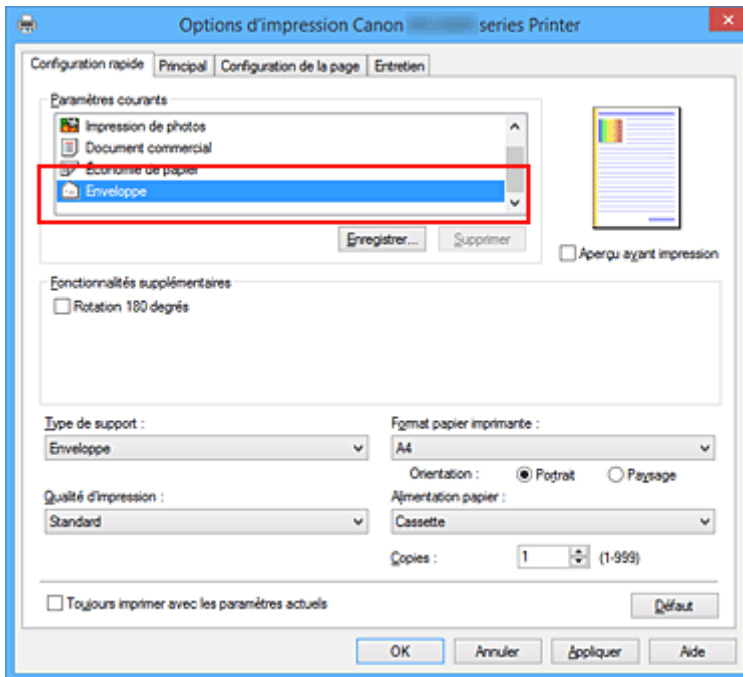 Options d'impression Canon series Printer
Configuration rapide Principal Configuration de la page Entretien
Paramètres courants
Impression de photos
Document commercial
Économie de papier
Enveloppe
Enregistrer... Supprimer
Aperçu avant impression
Fonctionnalités supplémentaires
Rotation 180 degrés
Type de support :
Format papier imprimante :
Enveloppe
A4
Orientation : Portrait Paysage
Qualité d'impression :
Alimentation papier :
Standard
Cassette
Copies : 1 (1-999)
Toujours imprimer avec les paramètres actuels
Défaut
OK Annuler Appliquer Aide